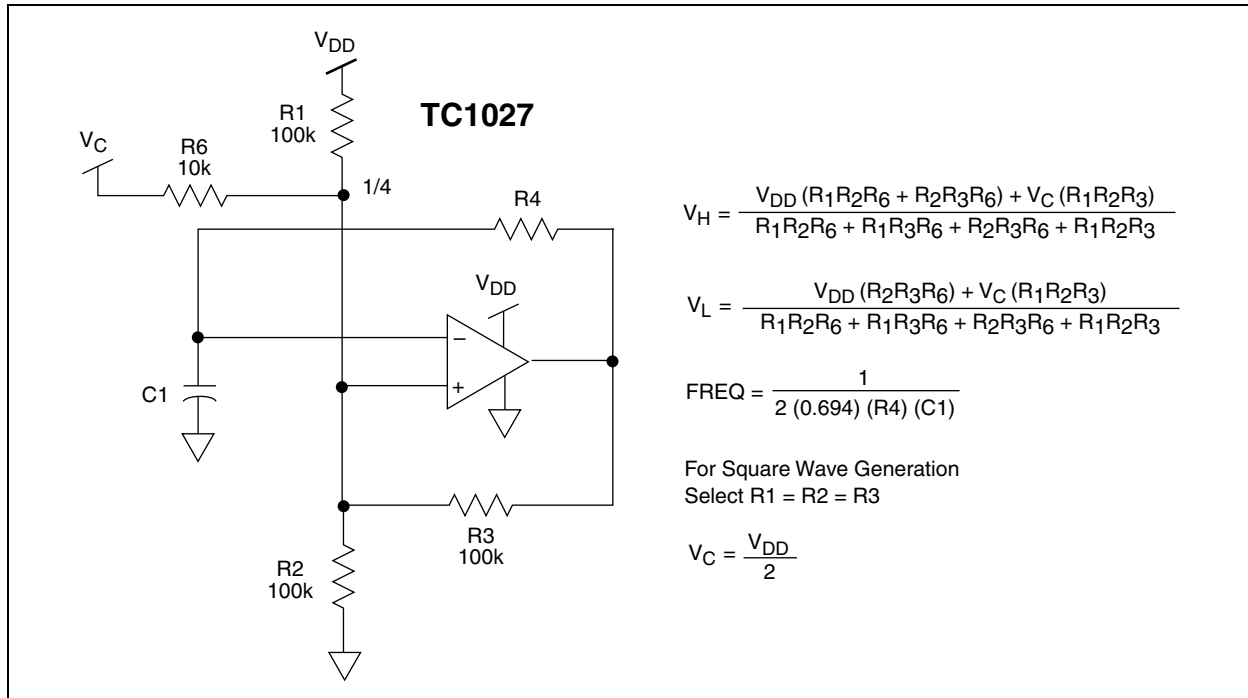 V_DD
R1
100k
TC1027
V_C
R6
10k
1/4
R4
V_DD
−
+
C1
R3
100k
R2
100k
V_H = V_DD (R1R2R6 + R2R3R6) + V_C (R1R2R3)
R1R2R6 + R1R3R6 + R2R3R6 + R1R2R3
V_L = V_DD (R2R3R6) + V_C (R1R2R3)
R1R2R6 + R1R3R6 + R2R3R6 + R1R2R3
FREQ = 1
2 (0.694) (R4) (C1)
For Square Wave Generation
Select R1 = R2 = R3
V_C = V_DD
2